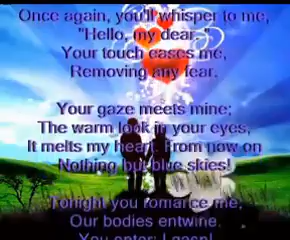 Once again, you'll whisper to me,
"Hello, my dear."
Your touch eases me,
Removing any fear.
Your gaze meets mine;
The warm look in your eyes,
It melts my heart. From now on
Nothing but blue skies!
Tonight you romance me;
Our bodies entwine.
You enter; I gasp!